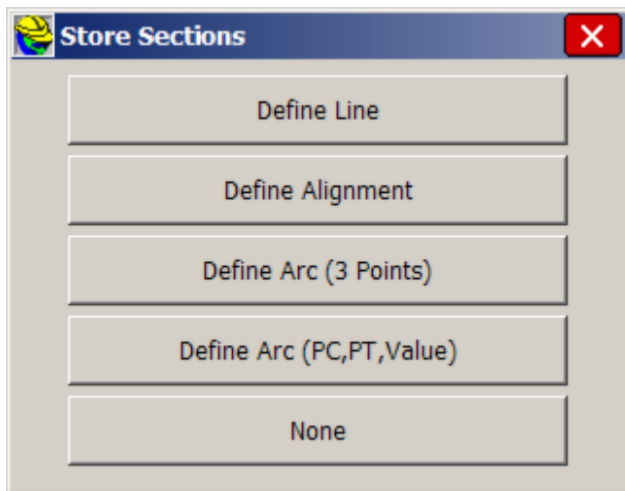 Store Sections
Define Line
Define Alignment
Define Arc (3 Points)
Define Arc (PC,PT,Value)
None